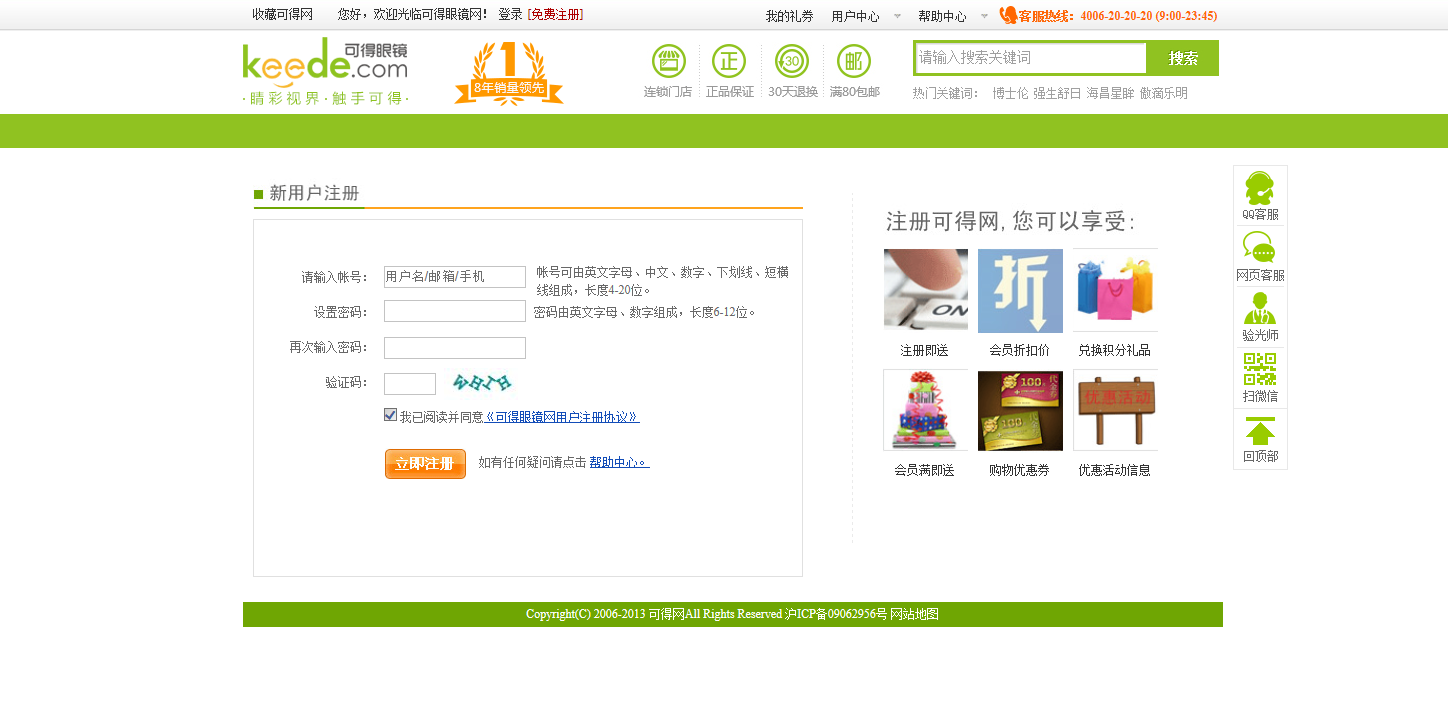 收藏可得网 您好，欢迎光临可得眼镜网！ 登录 [免费注册] 我的礼券 用户中心 帮助中心 客服热线：4006-20-20-20 (9:00-23:45)
keede.com 可得眼镜
·睛彩视界·触手可得·
1
8年销量领先
正 30 邮
连锁门店 正品保证 30天退换 满80包邮
请输入搜索关键词 搜索
热门关键词： 博士伦 强生舒日 海昌星眸 傲滴乐明
新用户注册
请输入帐号： 用户名/邮箱/手机 帐号可由英文字母、中文、数字、下划线、短横
线组成，长度4-20位。
设置密码： 密码由英文字母、数字组成，长度6-12位。
再次输入密码：
验证码：
我已阅读并同意《可得眼镜网用户注册协议》
立即注册 如有任何疑问请点击 帮助中心。
注册可得网, 您可以享受:
ON
折
注册即送 会员折扣价 兑换积分礼品
100
代金券
100
优惠活动
会员满即送 购物优惠券 优惠活动信息
QQ客服
网页客服
验光师
扫微信
回顶部
Copyright(C) 2006-2013 可得网All Rights Reserved 沪ICP备09062956号 网站地图